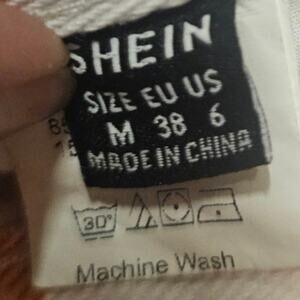 SHEIN
SIZE EU US
M 38 6
MADE IN CHINA
30°
Machine Wash